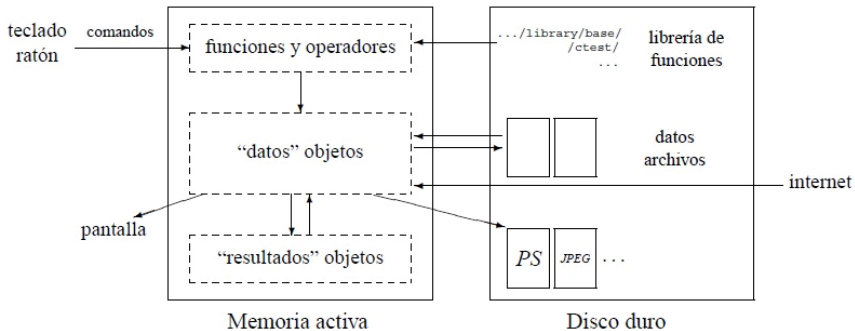 teclado
ratón
comandos
funciones y operadores
.../library/base/
/ctest/
...
librería de
funciones
“datos” objetos
datos
archivos
internet
pantalla
“resultados” objetos
PS JPEG ...
Memoria activa
Disco duro